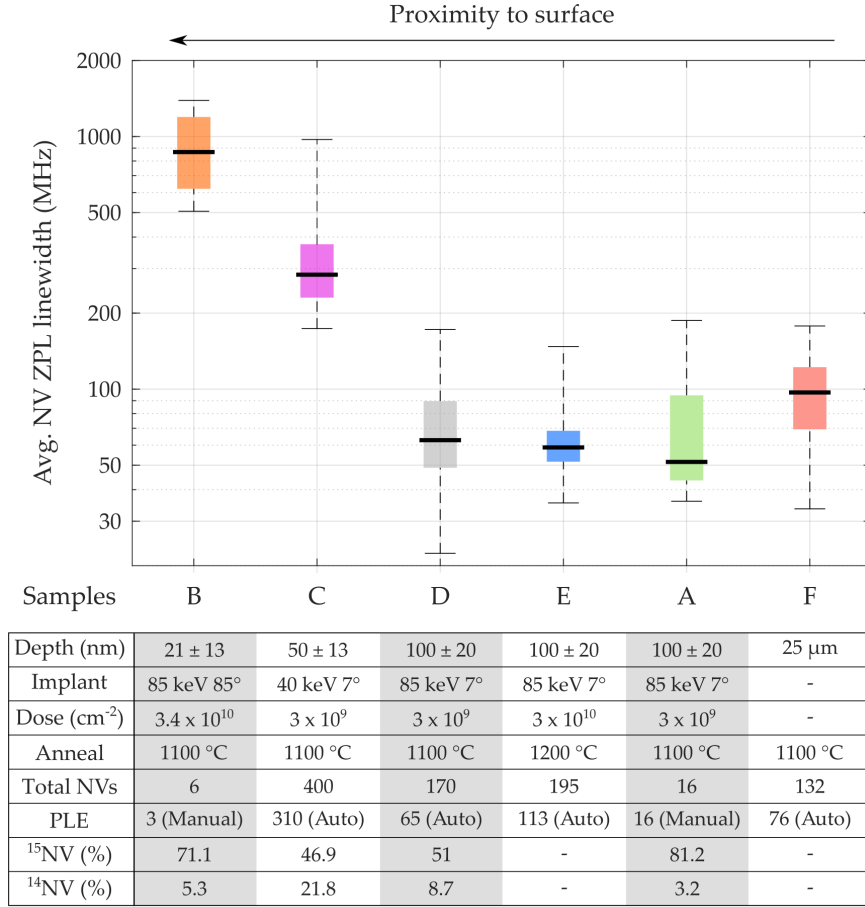 Proximity to surface
Avg. NV ZPL linewidth (MHz)
2000
1000
500
200
100
50
30
Samples B C D E A F
Depth (nm) 21 ± 13 50 ± 13 100 ± 20 100 ± 20 100 ± 20 25 µm
Implant 85 keV 85° 40 keV 7° 85 keV 7° 85 keV 7° 85 keV 7° -
Dose (cm⁻²) 3.4 x 10¹⁰ 3 x 10⁹ 3 x 10⁹ 3 x 10¹⁰ 3 x 10⁹ -
Anneal 1100 °C 1100 °C 1100 °C 1200 °C 1100 °C 1100 °C
Total NVs 6 400 170 195 16 132
PLE 3 (Manual) 310 (Auto) 65 (Auto) 113 (Auto) 16 (Manual) 76 (Auto)
¹⁵NV (%) 71.1 46.9 51 - 81.2 -
¹⁴NV (%) 5.3 21.8 8.7 - 3.2 -